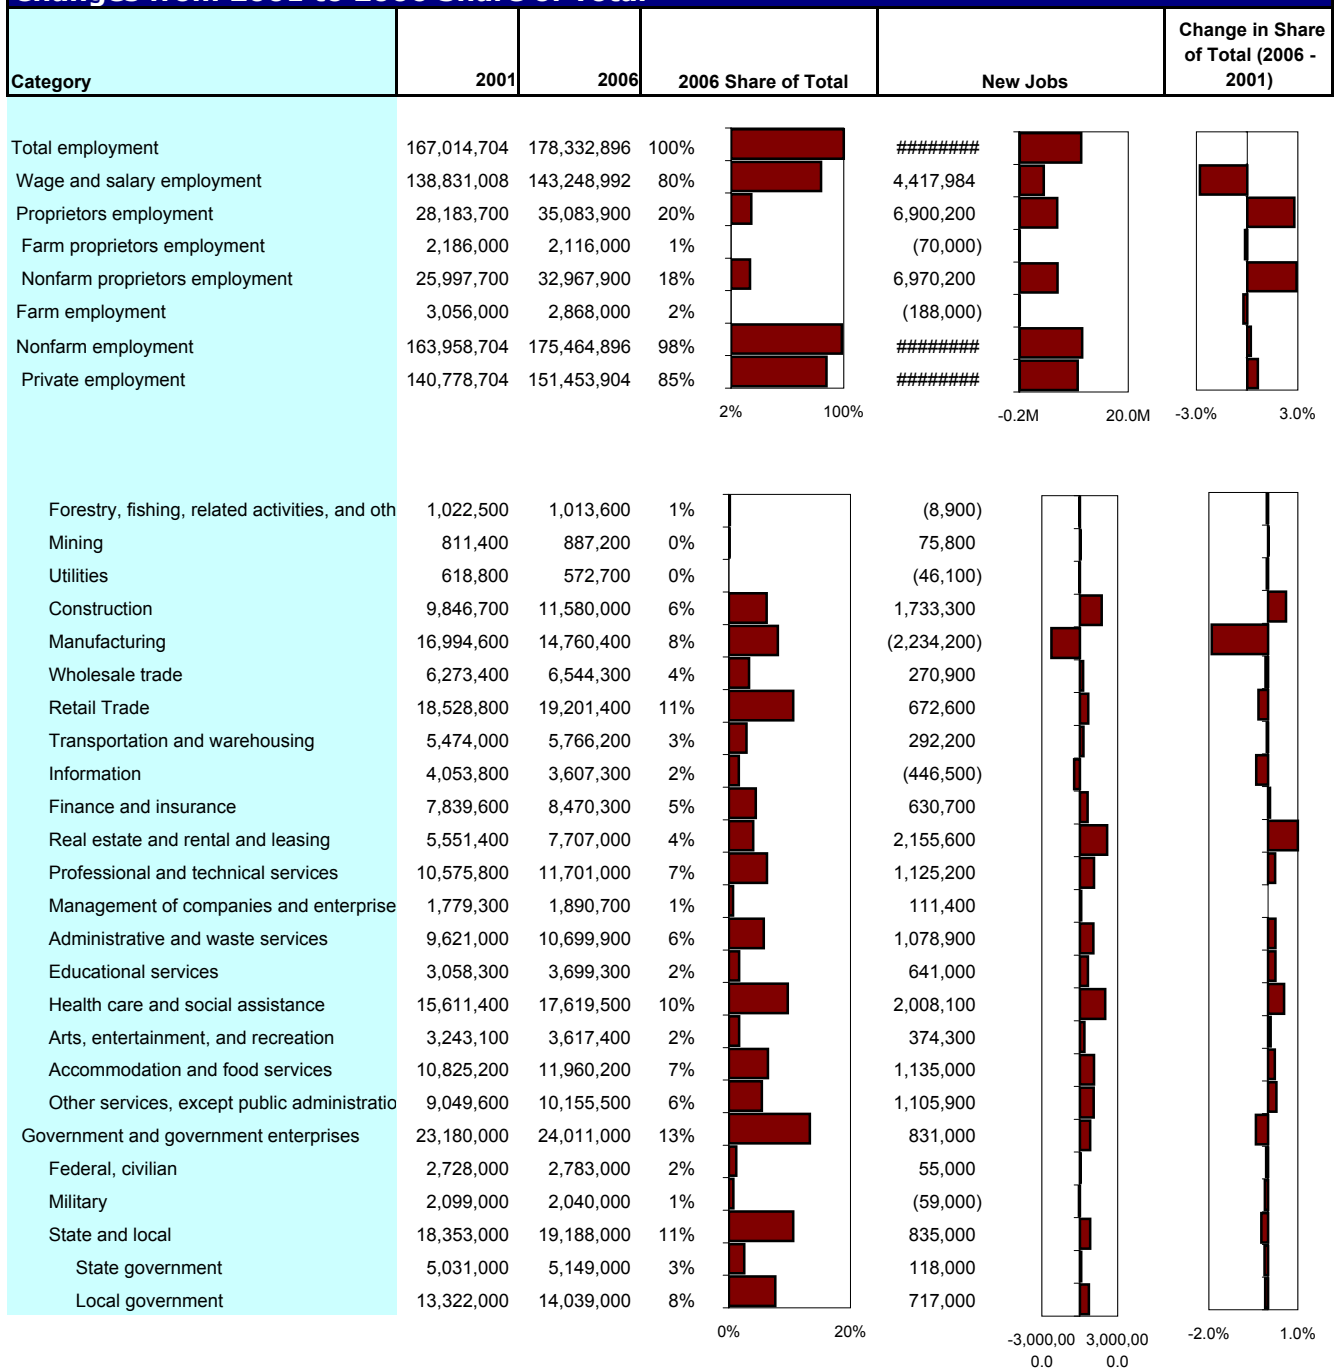 Changes from 2001 to 2006 Share of Total
Category 2001 2006 2006 Share of Total New Jobs Change in Share of Total (2006 - 2001)
Total employment 167,014,704 178,332,896 100% ########
Wage and salary employment 138,831,008 143,248,992 80% 4,417,984
Proprietors employment 28,183,700 35,083,900 20% 6,900,200
Farm proprietors employment 2,186,000 2,116,000 1% (70,000)
Nonfarm proprietors employment 25,997,700 32,967,900 18% 6,970,200
Farm employment 3,056,000 2,868,000 2% (188,000)
Nonfarm employment 163,958,704 175,464,896 98% ########
Private employment 140,778,704 151,453,904 85% ########
2% 100% -0.2M 20.0M -3.0% 3.0%
Forestry, fishing, related activities, and oth 1,022,500 1,013,600 1% (8,900)
Mining 811,400 887,200 0% 75,800
Utilities 618,800 572,700 0% (46,100)
Construction 9,846,700 11,580,000 6% 1,733,300
Manufacturing 16,994,600 14,760,400 8% (2,234,200)
Wholesale trade 6,273,400 6,544,300 4% 270,900
Retail Trade 18,528,800 19,201,400 11% 672,600
Transportation and warehousing 5,474,000 5,766,200 3% 292,200
Information 4,053,800 3,607,300 2% (446,500)
Finance and insurance 7,839,600 8,470,300 5% 630,700
Real estate and rental and leasing 5,551,400 7,707,000 4% 2,155,600
Professional and technical services 10,575,800 11,701,000 7% 1,125,200
Management of companies and enterprise 1,779,300 1,890,700 1% 111,400
Administrative and waste services 9,621,000 10,699,900 6% 1,078,900
Educational services 3,058,300 3,699,300 2% 641,000
Health care and social assistance 15,611,400 17,619,500 10% 2,008,100
Arts, entertainment, and recreation 3,243,100 3,617,400 2% 374,300
Accommodation and food services 10,825,200 11,960,200 7% 1,135,000
Other services, except public administratio 9,049,600 10,155,500 6% 1,105,900
Government and government enterprises 23,180,000 24,011,000 13% 831,000
Federal, civilian 2,728,000 2,783,000 2% 55,000
Military 2,099,000 2,040,000 1% (59,000)
State and local 18,353,000 19,188,000 11% 835,000
State government 5,031,000 5,149,000 3% 118,000
Local government 13,322,000 14,039,000 8% 717,000
0% 20% -3,000,00 3,000,00 -2.0% 1.0%
0.0 0.0